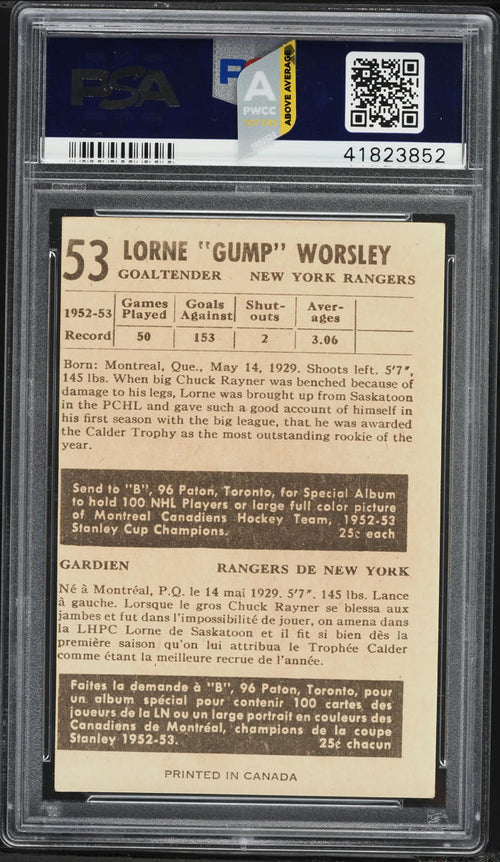 PSA
A
PWCC
ABOVE AVERAGE
41823852
53 LORNE "GUMP" WORSLEY
GOALTENDER NEW YORK RANGERS
1952-53 Games Played Goals Against Shut-outs Aver-ages
Record 50 153 2 3.06
Born: Montreal, Que., May 14, 1929. Shoots left. 5'7",
145 lbs. When big Chuck Rayner was benched because of
damage to his legs, Lorne was brought up from Saskatoon
in the PCHL and gave such a good account of himself in
his first season with the big league, that he was awarded
the Calder Trophy as the most outstanding rookie of the
year.
Send to "B", 96 Paton, Toronto, for Special Album
to hold 100 NHL Players or large full color picture
of Montreal Canadiens Hockey Team, 1952-53
Stanley Cup Champions. 25c each
GARDIEN RANGERS DE NEW YORK
Né à Montréal, P.Q. le 14 mai 1929. 5'7". 145 lbs. Lance
à gauche. Lorsque le gros Chuck Rayner se blessa aux
jambes et fut dans l'impossibilité de jouer, on amena dans
la LHPC Lorne de Saskatoon et il fit si bien dès la
première saison qu'on lui attribua le Trophée Calder
comme étant la meilleure recrue de l'année.
Faites la demande à "B", 96 Paton, Toronto, pour
un album spécial pour contenir 100 cartes des
joueurs de la LN ou un large portrait en couleurs des
Canadiens de Montréal, champions de la coupe
Stanley 1952-53. 25¢ chacun
PRINTED IN CANADA